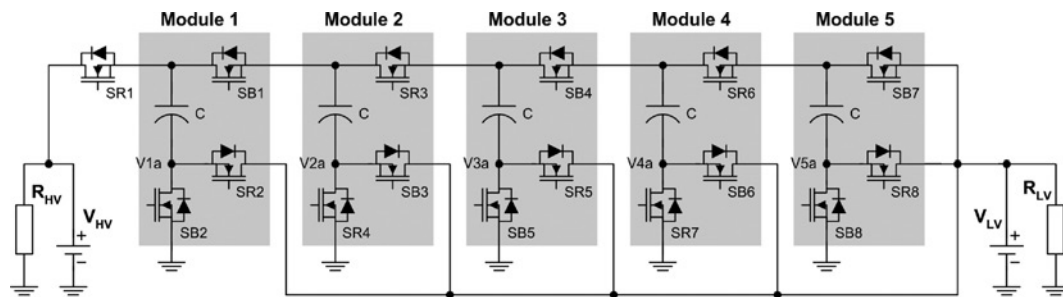 Module 1 Module 2 Module 3 Module 4 Module 5
SR1 SB1 SR3 SB4 SR6 SB7
C C C C C
V1a V2a V3a V4a V5a
SR2 SB3 SR5 SB6 SR8
SB2 SR4 SB5 SR7 SB8
RHV VHV + − VLV + − RLV